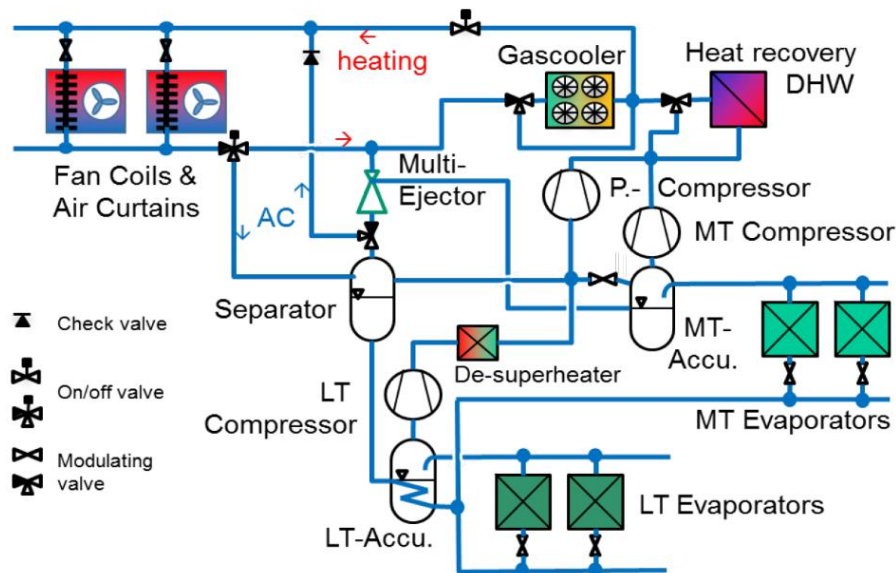 Gascooler
Heat recovery
DHW
heating
Fan Coils &
Air Curtains
Multi-
Ejector
AC
P.- Compressor
MT Compressor
Separator
MT-
Accu.
Check valve
De-superheater
LT
Compressor
On/off valve
MT Evaporators
Modulating
valve
LT Evaporators
LT-Accu.